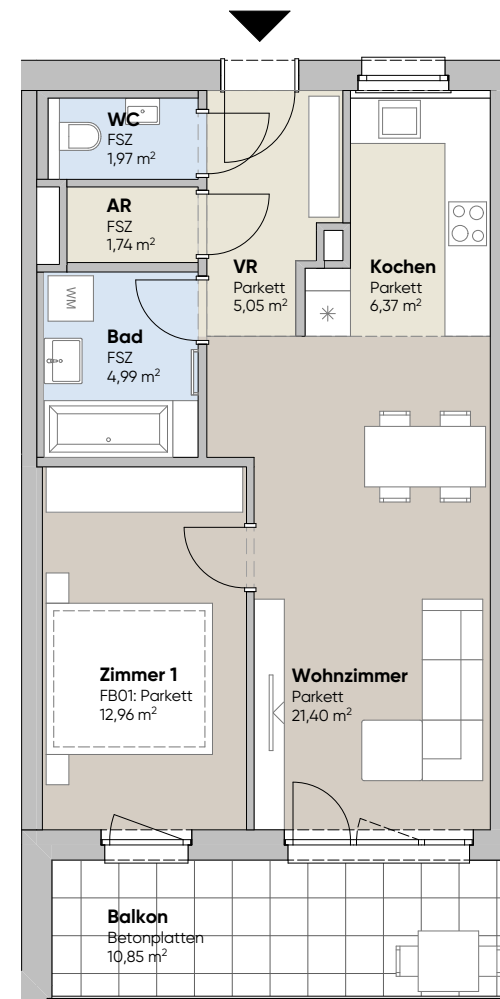 WC
FSZ
1,97 m²
AR
FSZ
1,74 m²
VR
Parkett
5,05 m²
Kochen
Parkett
6,37 m²
WM
Bad
FSZ
4,99 m²
Zimmer 1
FB01: Parkett
12,96 m²
Wohnzimmer
Parkett
21,40 m²
Balkon
Betonplatten
10,85 m²